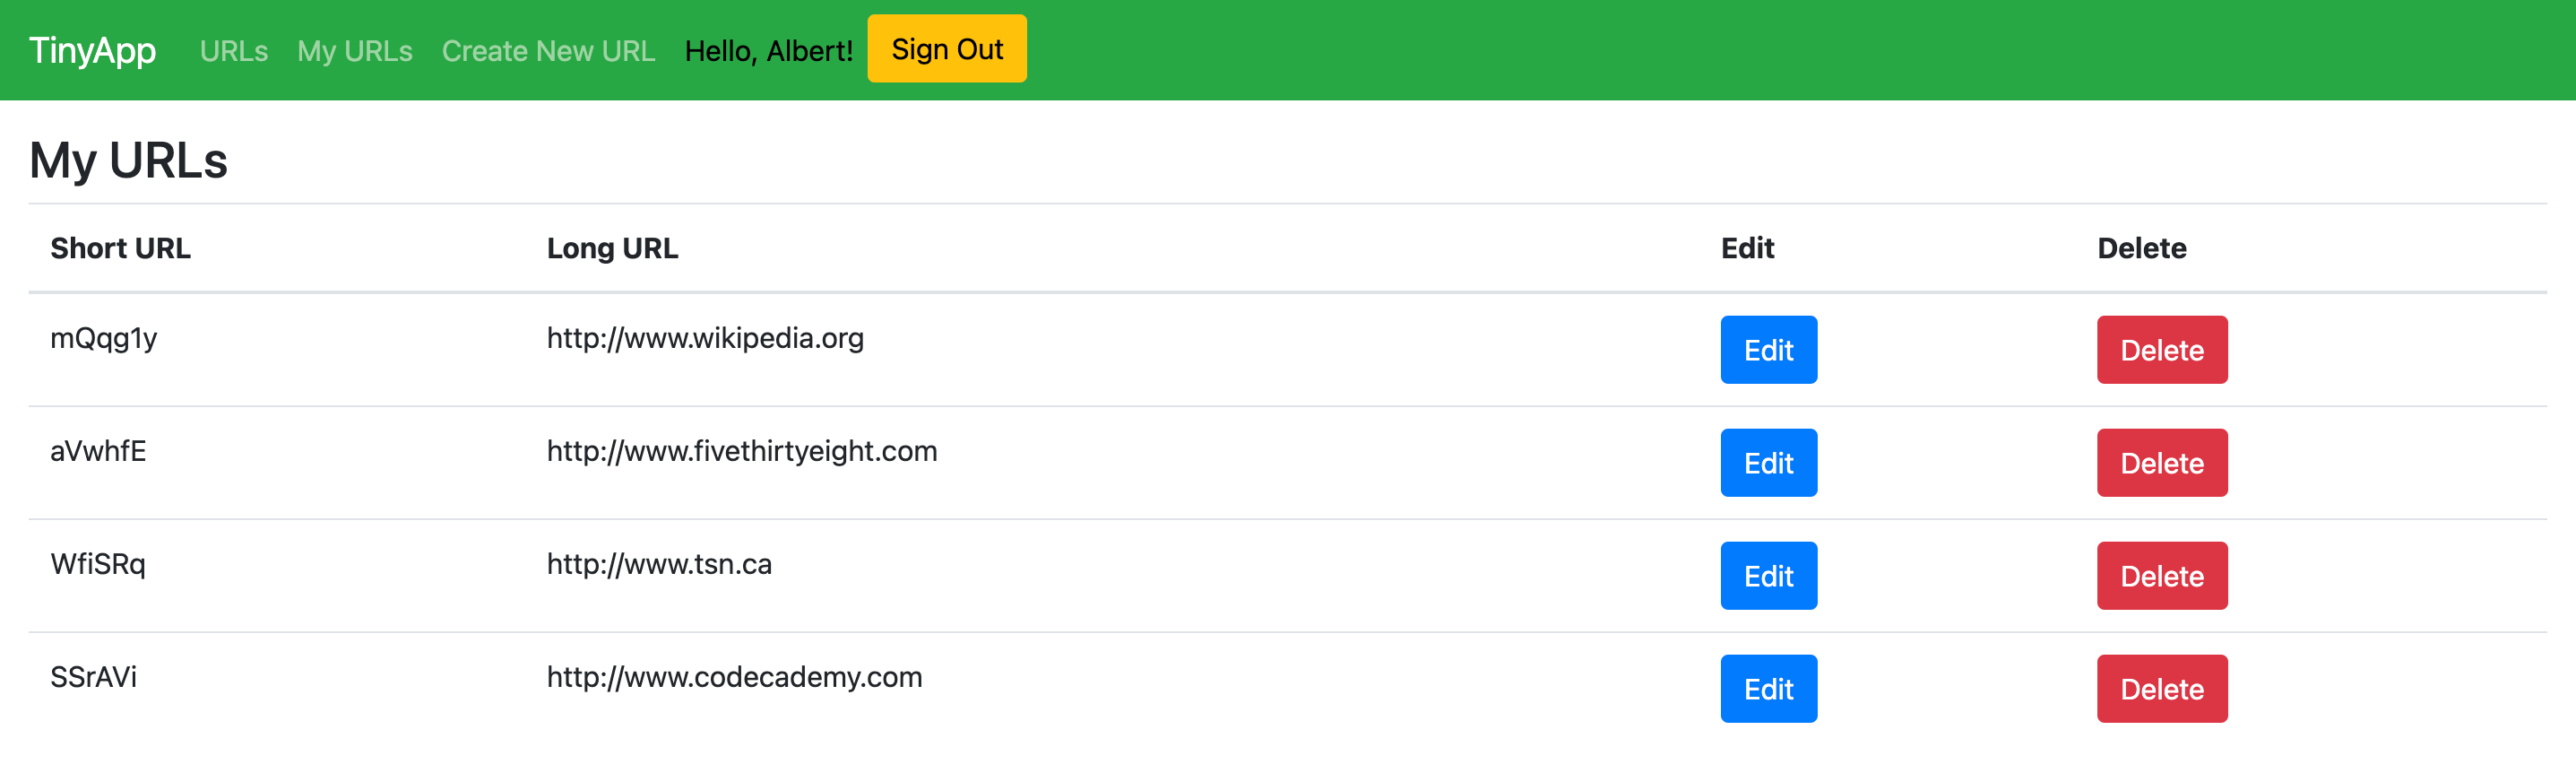 TinyApp URLs My URLs Create New URL Hello, Albert! Sign Out
My URLs
Short URL Long URL Edit Delete
mQqg1y http://www.wikipedia.org Edit Delete
aVwhfE http://www.fivethirtyeight.com Edit Delete
WfiSRq http://www.tsn.ca Edit Delete
SSrAVi http://www.codecademy.com Edit Delete